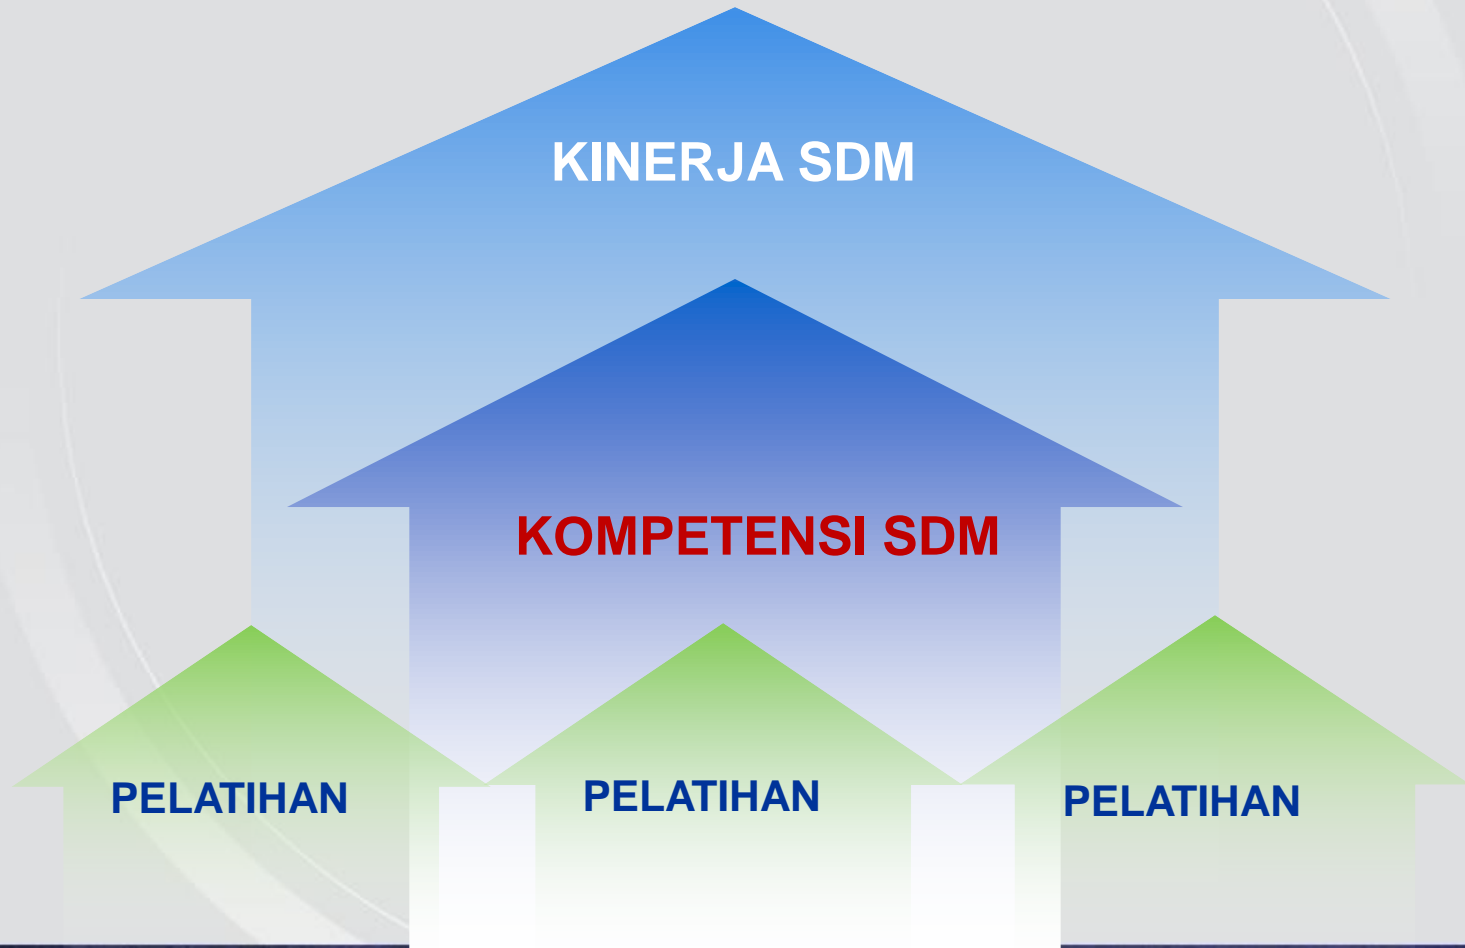 KINERJA SDM
KOMPETENSI SDM
PELATIHAN
PELATIHAN
PELATIHAN